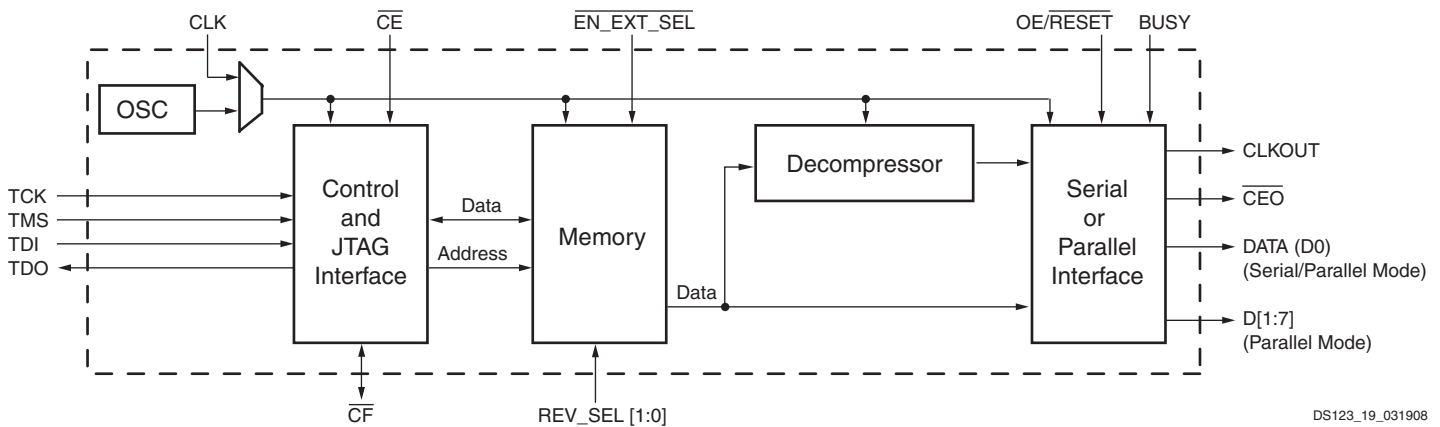 CLK
CE
EN_EXT_SEL
OE/RESET
BUSY
OSC
Control
and
JTAG
Interface
Memory
Decompressor
Serial
or
Parallel
Interface
TCK
TMS
TDI
TDO
Data
Address
Data
CLKOUT
CEO
DATA (D0)
(Serial/Parallel Mode)
D[1:7]
(Parallel Mode)
CF
REV_SEL [1:0]
DS123_19_031908